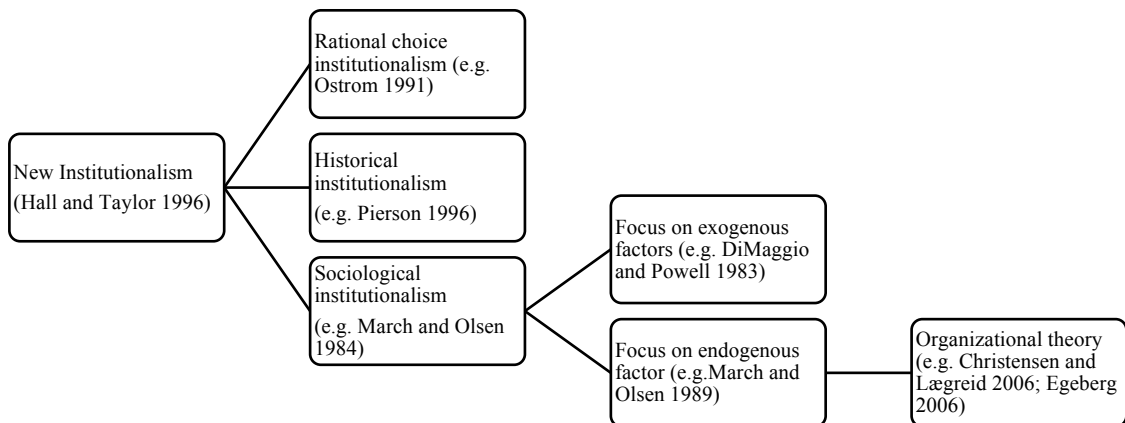 New Institutionalism
(Hall and Taylor 1996)
Rational choice
institutionalism (e.g.
Ostrom 1991)
Historical
institutionalism
(e.g. Pierson 1996)
Sociological
institutionalism
(e.g. March and Olsen
1984)
Focus on exogenous
factors (e.g. DiMaggio
and Powell 1983)
Focus on endogenous
factor (e.g.March and
Olsen 1989)
Organizational theory
(e.g. Christensen and
Lægreid 2006; Egeberg
2006)